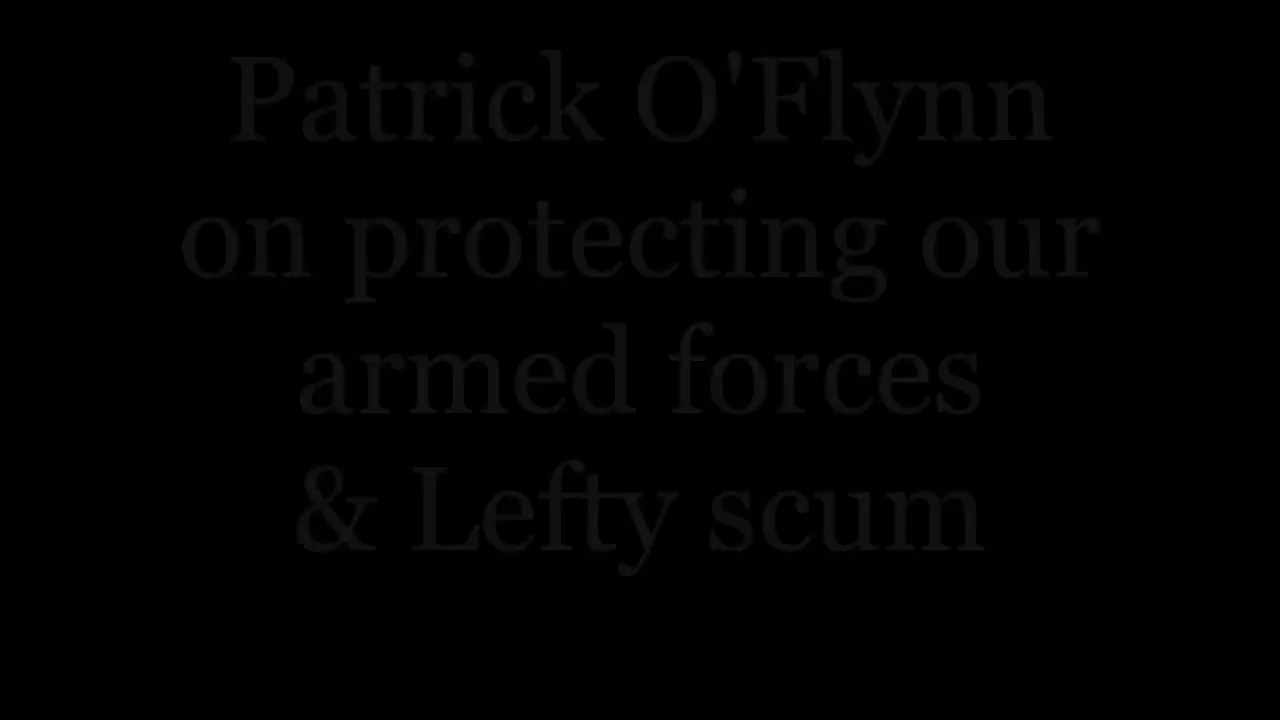 Patrick O'Flynn
on protecting our
armed forces
& Lefty scum